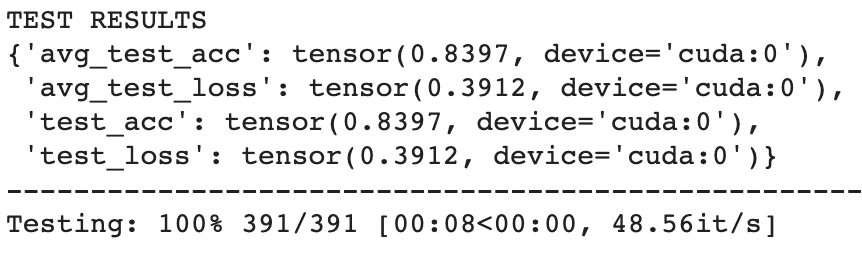 TEST RESULTS
{'avg_test_acc': tensor(0.8397, device='cuda:0'),
 'avg_test_loss': tensor(0.3912, device='cuda:0'),
 'test_acc': tensor(0.8397, device='cuda:0'),
 'test_loss': tensor(0.3912, device='cuda:0')}
----------------------------------------------------
Testing: 100% 391/391 [00:08<00:00, 48.56it/s]